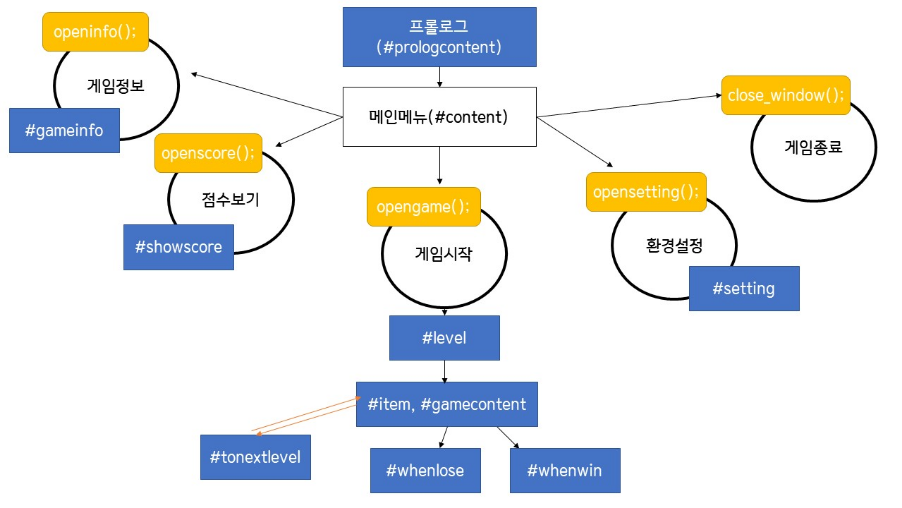 프롤로그
(#prologcontent)
메인메뉴(#content)
openinfo();
게임정보
#gameinfo
openscore();
점수보기
#showscore
opengame();
게임시작
opensetting();
환경설정
#setting
close_window();
게임종료
#level
#item, #gamecontent
#tonextlevel
#whenlose
#whenwin